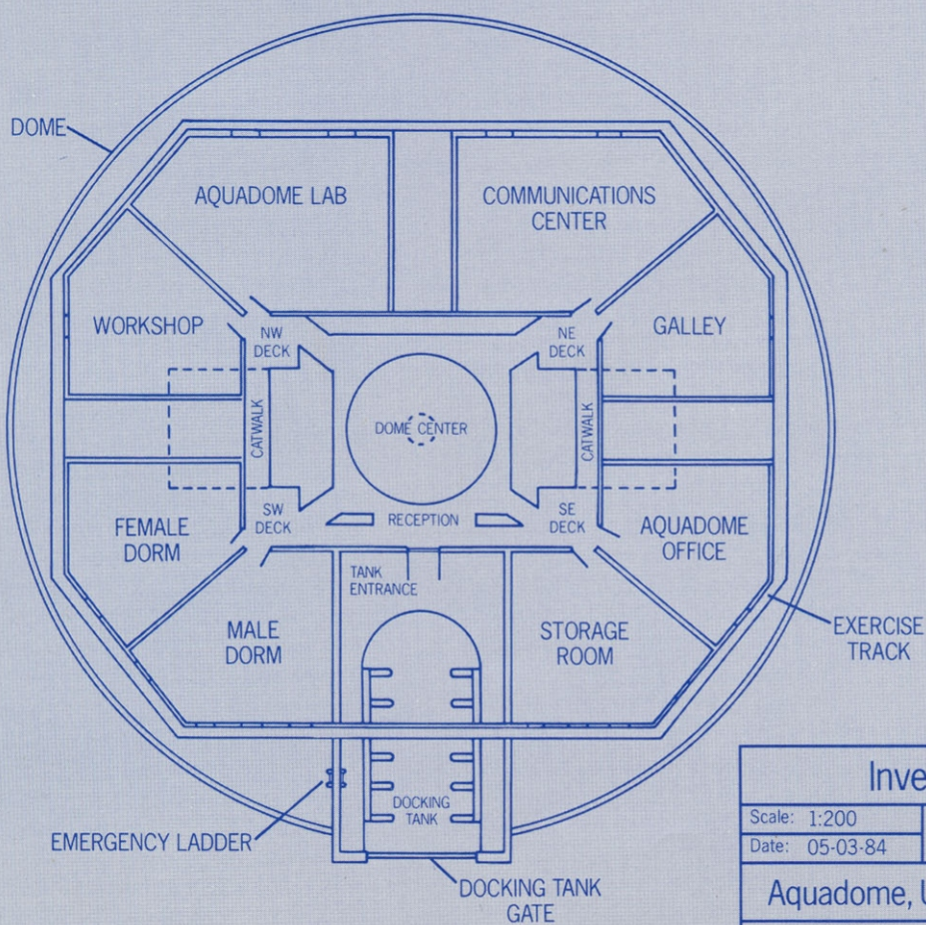 DOME
AQUADOME LAB
COMMUNICATIONS
CENTER
WORKSHOP
NW
DECK
NE
DECK
GALLEY
CATWALK
DOME CENTER
CATWALK
FEMALE
DORM
SW
DECK
RECEPTION
SE
DECK
AQUADOME
OFFICE
TANK
ENTRANCE
MALE
DORM
STORAGE
ROOM
EXERCISE
TRACK
DOCKING
TANK
EMERGENCY LADDER
DOCKING TANK
GATE
Inve
Scale: 1:200
Date: 05-03-84
Aquadome, U